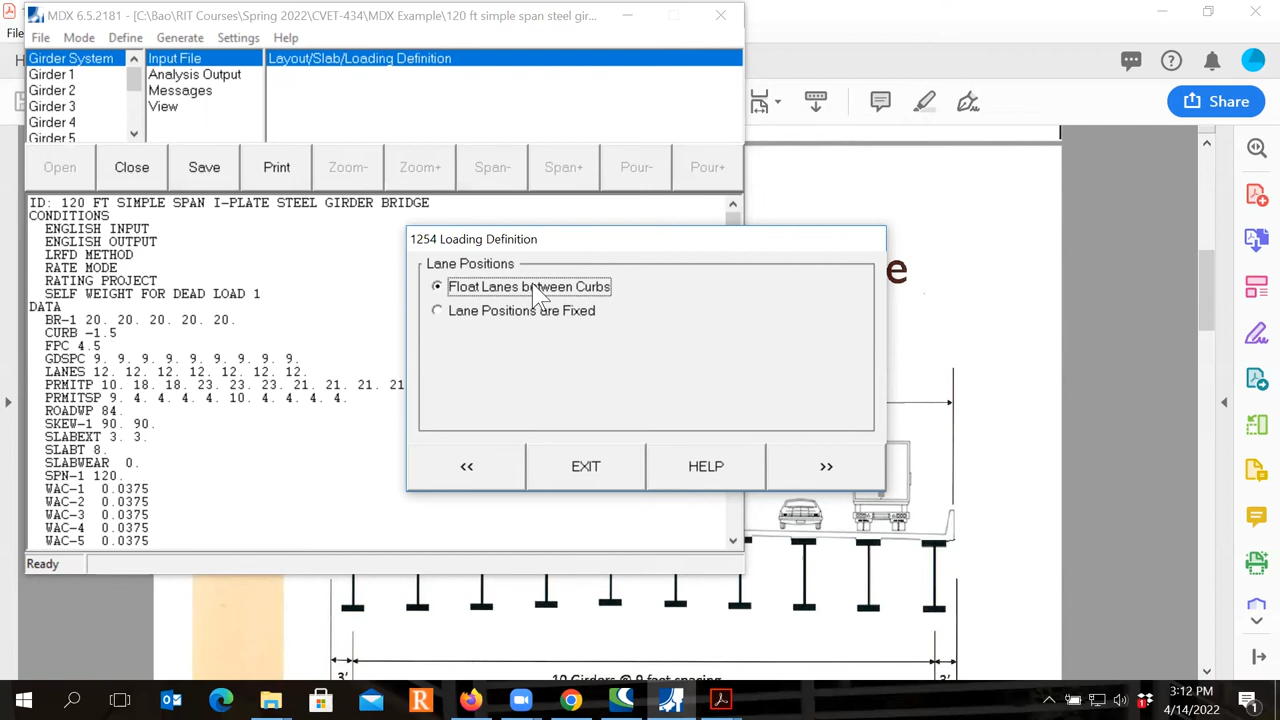 MDX 6.5.2181 - [C:\Bao\RIT Courses\Spring 2022\CVET-434\MDX Example\120 ft simple span steel gir...
File Mode Define Generate Settings Help
Girder System
Girder 1
Girder 2
Girder 3
Girder 4
Girder 5
Input File
Analysis Output
Messages
View
Layout/Slab/Loading Definition
Share
Open Close Save Print Zoom- Zoom+ Span- Span+ Pour- Pour+
ID: 120 FT SIMPLE SPAN I-PLATE STEEL GIRDER BRIDGE
CONDITIONS
ENGLISH INPUT
ENGLISH OUTPUT
LRFD METHOD
RATE MODE
RATING PROJECT
SELF WEIGHT FOR DEAD LOAD 1
DATA
BR-1 20. 20. 20. 20. 20.
CURB -1.5
FPC 4.5
GDSPC 9. 9. 9. 9. 9. 9. 9. 9. 9.
LANES 12. 12. 12. 12. 12. 12. 12.
PRMITP 10. 18. 18. 23. 23. 23. 21. 21. 21. 21
PRMITSP 9. 4. 4. 4. 4. 10. 4. 4. 4. 4.
ROADWP 84.
SKEW-1 90. 90.
SLABEXT 3. 3.
SLABT 8.
SLABWEAR 0.
SPN-1 120.
WAC-1 0.0375
WAC-2 0.0375
WAC-3 0.0375
WAC-4 0.0375
WAC-5 0.0375
Ready
1254 Loading Definition
Lane Positions
Float Lanes between Curbs
Lane Positions are Fixed
<< EXIT HELP >>
e
3' 10 Girders @ 9 feet spacing 3'
3:12 PM
4/14/2022